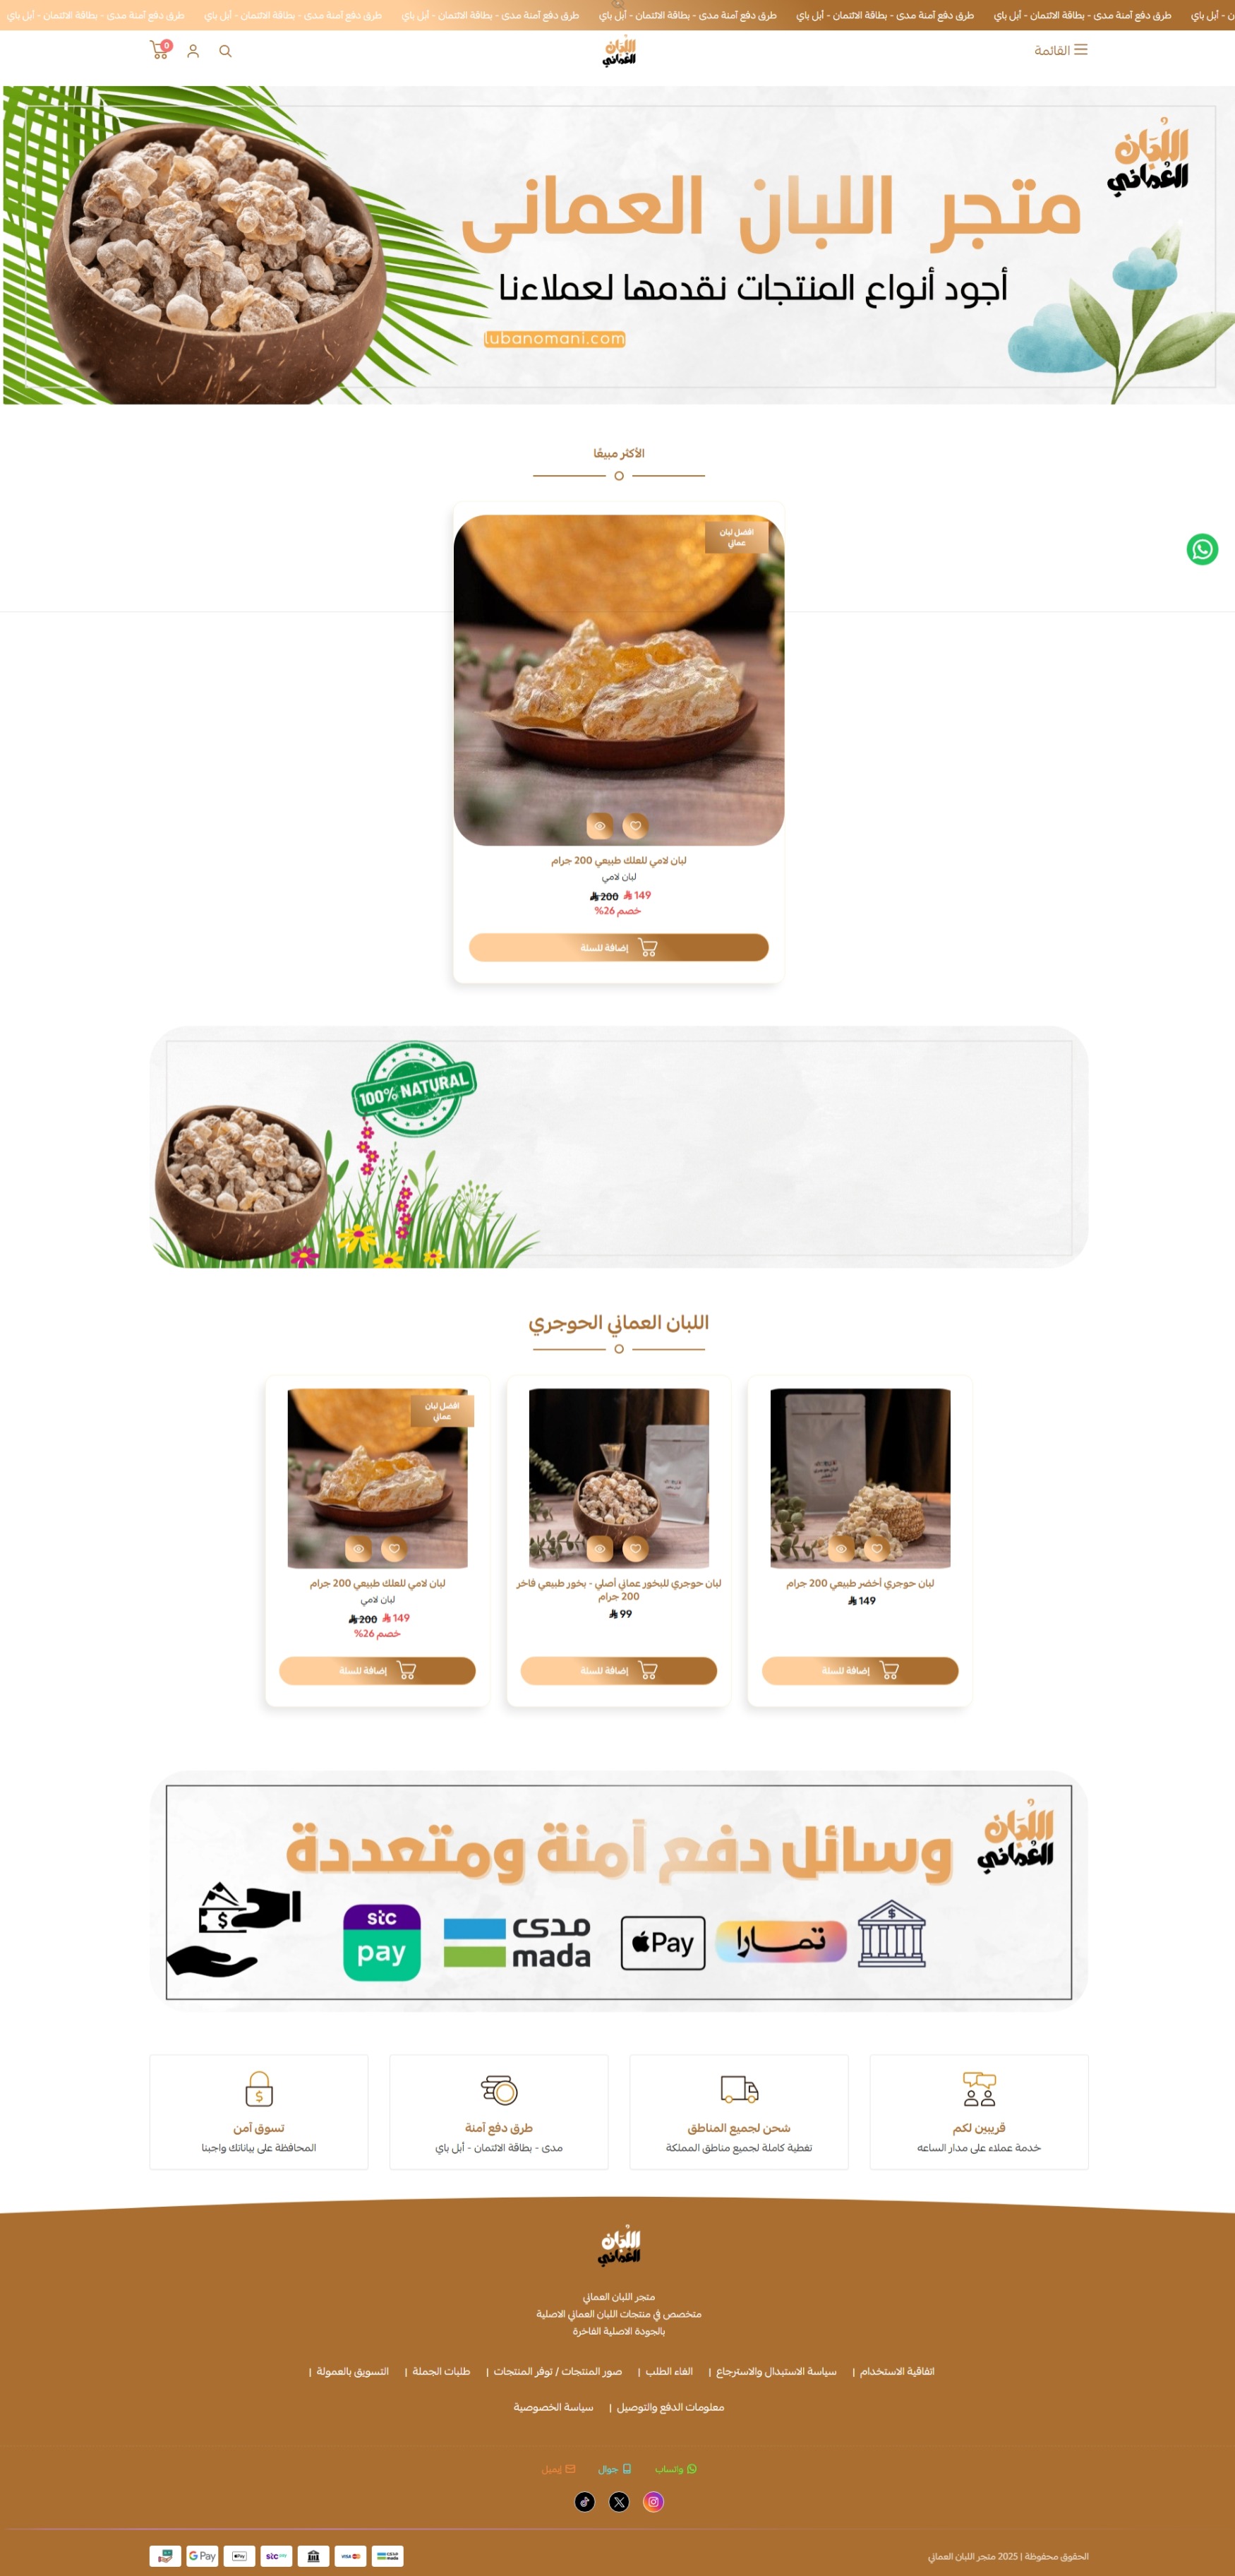 طرق دفع آمنة مدى - بطاقة الائتمان - أبل باي طرق دفع آمنة مدى - بطاقة الائتمان - أبل باي طرق دفع آمنة مدى - بطاقة الائتمان - أبل باي طرق دفع آمنة مدى - بطاقة الائتمان - أبل باي طرق دفع آمنة مدى - بطاقة الائتمان - أبل باي طرق دفع آمنة مدى - بطاقة الائتمان - أبل باي
القائمة
اللبان العماني
0
اللبان العماني
متجر اللبان العمانى
أجود أنواع المنتجات نقدمها لعملاءنا
lubanomani.com
الأكثر مبيعًا
افضل لبان
عماني
لبان لامي للعلك طبيعي 200 جرام
لبان لامي
149 200
خصم 26%
إضافة للسلة
100% NATURAL
اللبان العماني الحوجري
لبان حوجري أخضر طبيعي 200 جرام
149
إضافة للسلة
لبان حوجري للبخور عماني أصلي - بخور طبيعي فاخر
200 جرام
99
إضافة للسلة
افضل لبان
عماني
لبان لامي للعلك طبيعي 200 جرام
لبان لامي
149 200
خصم 26%
إضافة للسلة
اللبان العماني
وسائل دفع آمنة ومتعددة
تمارا
Pay
مدى
mada
stc
pay
قريبين لكم
خدمة عملاء على مدار الساعه
شحن لجميع المناطق
تغطية كاملة لجميع مناطق المملكة
طرق دفع آمنة
مدى - بطاقة الائتمان - أبل باي
تسوق آمن
المحافظة على بياناتك واجبنا
اللبان العماني
متجر اللبان العماني
متخصص في منتجات اللبان العماني الاصلية
بالجودة الاصلية الفاخرة
اتفاقية الاستخدام | سياسة الاستبدال والاسترجاع | الغاء الطلب | صور المنتجات / توفر المنتجات | طلبات الجملة | التسويق بالعمولة |
معلومات الدفع والتوصيل | سياسة الخصوصية
واتساب جوال إيميل
الحقوق محفوظة | 2025 متجر اللبان العماني
مدى mada VISA stc pay Pay G Pay